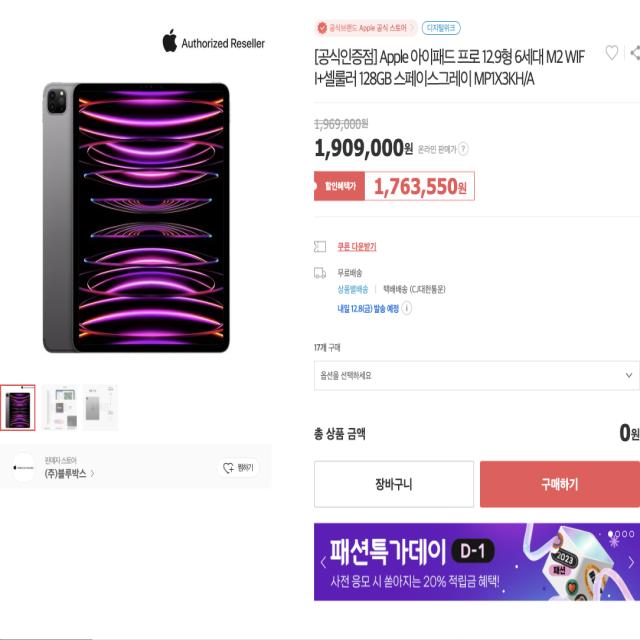 Authorized Reseller
공식브랜드 Apple 공식 스토어 >
디지털위크
[공식인증점] Apple 아이패드 프로 12.9형 6세대 M2 WIF
I+셀룰러 128GB 스페이스그레이 MP1X3KH/A
1,969,000원
1,909,000원 온라인 판매가 ?
할인혜택가 1,763,550원
쿠폰 다운받기
무료배송
상품별배송 | 택배배송 (CJ대한통운)
내일 12.8(금) 발송 예정 i
17개 구매
옵션을 선택하세요
판매자 스토어
(주)블루박스 >
찜하기
총 상품 금액 0원
장바구니
구매하기
패션특가데이 D-1
사전 응모 시 쏟아지는 20% 적립금 혜택!
2023
패션